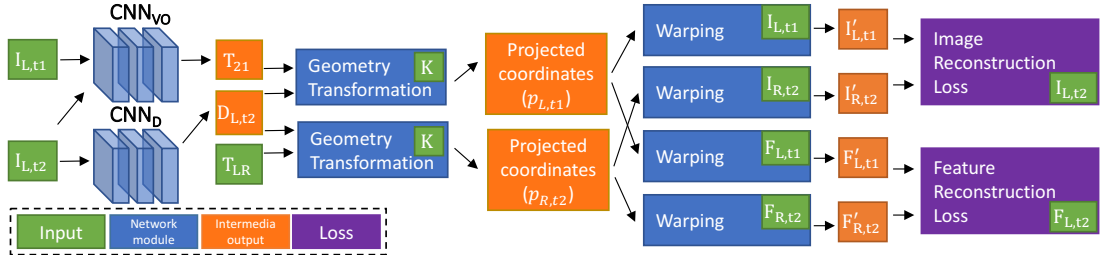 CNN_VO
I_L,t1
I_L,t2
CNN_D
T_21
D_L,t2
T_LR
Geometry
Transformation
K
Geometry
Transformation
K
Projected
coordinates
(p_L,t1)
Projected
coordinates
(p_R,t2)
Warping
I_L,t1
Warping
I_R,t2
Warping
F_L,t1
Warping
F_R,t2
I′_L,t1
I′_R,t2
F′_L,t1
F′_R,t2
Image
Reconstruction
Loss
I_L,t2
Feature
Reconstruction
Loss
F_L,t2
Input
Network
module
Intermedia
output
Loss